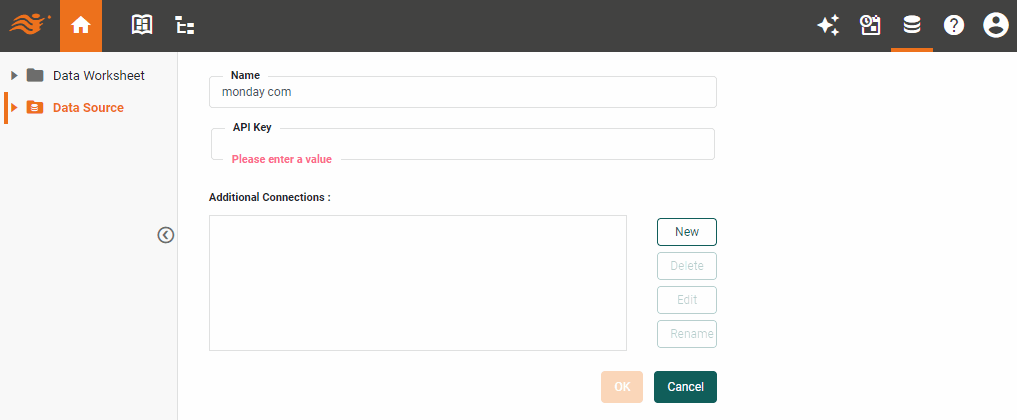 Data Worksheet
Data Source
Name
monday com
API Key
Please enter a value
Additional Connections :
New
Delete
Edit
Rename
OK
Cancel